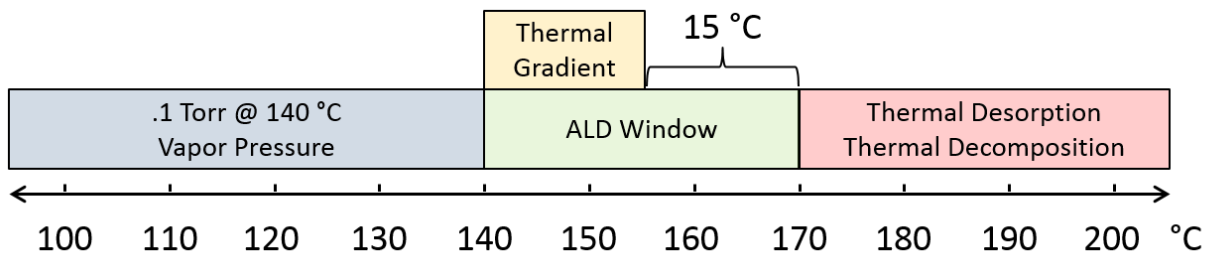 Thermal
Gradient
15 °C
.1 Torr @ 140 °C
Vapor Pressure
ALD Window
Thermal Desorption
Thermal Decomposition
100 110 120 130 140 150 160 170 180 190 200 °C